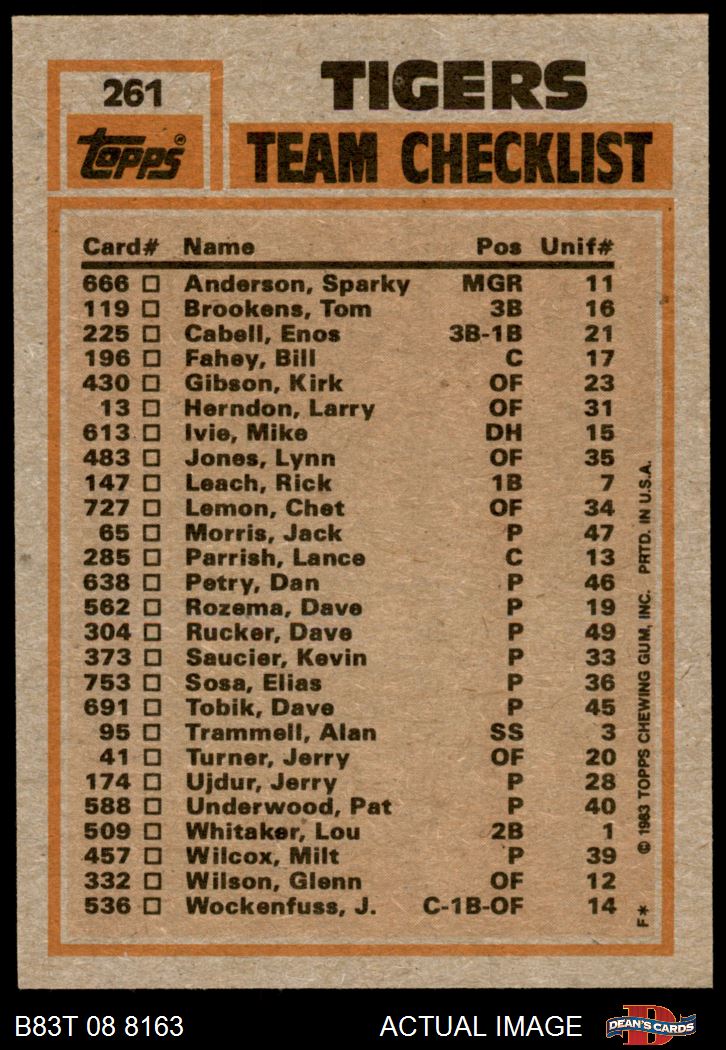 261
TIGERS
topps®
TEAM CHECKLIST
Card# Name Pos Unif#
666 □ Anderson, Sparky MGR 11
119 □ Brookens, Tom 3B 16
225 □ Cabell, Enos 3B-1B 21
196 □ Fahey, Bill C 17
430 □ Gibson, Kirk OF 23
13 □ Herndon, Larry OF 31
613 □ Ivie, Mike DH 15
483 □ Jones, Lynn OF 35
147 □ Leach, Rick 1B 7
727 □ Lemon, Chet OF 34
65 □ Morris, Jack P 47
285 □ Parrish, Lance C 13
638 □ Petry, Dan P 46
562 □ Rozema, Dave P 19
304 □ Rucker, Dave P 49
373 □ Saucier, Kevin P 33
753 □ Sosa, Elias P 36
691 □ Tobik, Dave P 45
95 □ Trammell, Alan SS 3
41 □ Turner, Jerry OF 20
174 □ Ujdur, Jerry P 28
588 □ Underwood, Pat P 40
509 □ Whitaker, Lou 2B 1
457 □ Wilcox, Milt P 39
332 □ Wilson, Glenn OF 12
536 □ Wockenfuss, J. C-1B-OF 14
F* © 1983 TOPPS CHEWING GUM, INC. PRTD. IN U.S.A.
B83T 08 8163 ACTUAL IMAGE
D
DEAN'S CARDS